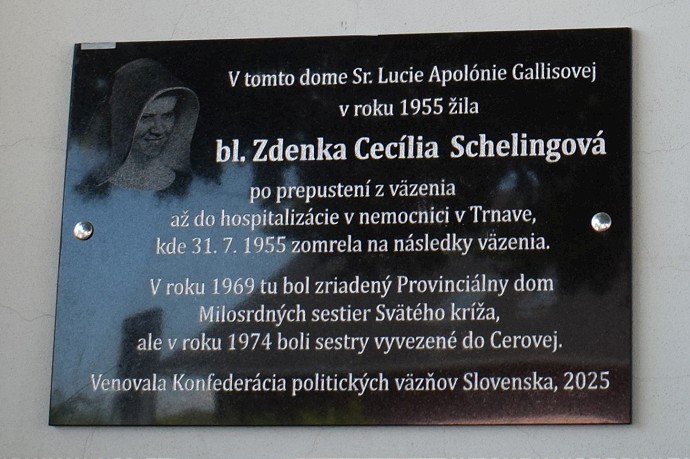 V tomto dome Sr. Lucie Apolónie Gallisovej
v roku 1955 žila
bl. Zdenka Cecília Schelingová
po prepustení z väzenia
až do hospitalizácie v nemocnici v Trnave,
kde 31. 7. 1955 zomrela na následky väzenia.
V roku 1969 tu bol zriadený Provinciálny dom
Milosrdných sestier Svätého kríža,
ale v roku 1974 boli sestry vyvezené do Cerovej.
Venovala Konfederácia politických väzňov Slovenska, 2025